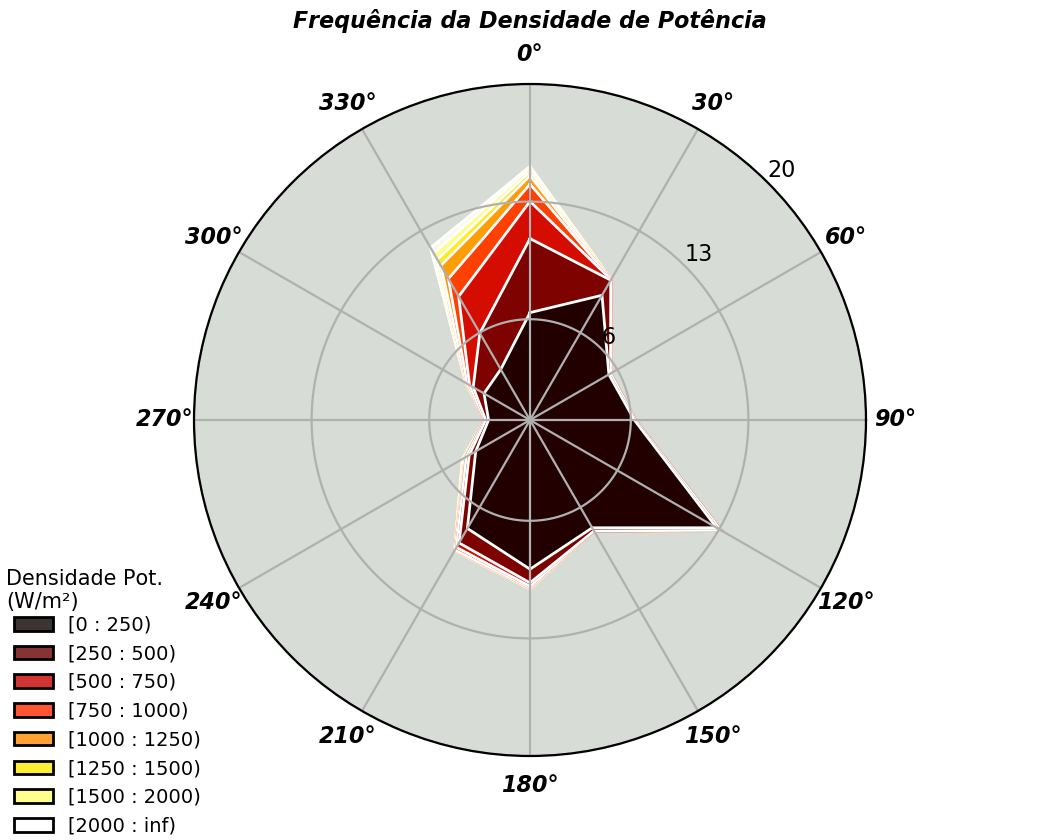 Frequência da Densidade de Potência
0°
330°
30°
20
300°
60°
13
6
270°
90°
240°
120°
210°
150°
180°
Densidade Pot.
(W/m²)
[0 : 250)
[250 : 500)
[500 : 750)
[750 : 1000)
[1000 : 1250)
[1250 : 1500)
[1500 : 2000)
[2000 : inf)